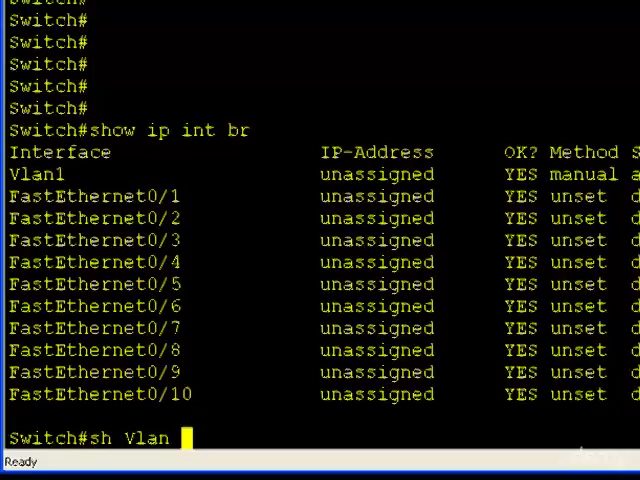 Switch#
Switch#
Switch#
Switch#
Switch#
Switch#show ip int br
Interface IP-Address OK? Method S
Vlan1 unassigned YES manual a
FastEthernet0/1 unassigned YES unset d
FastEthernet0/2 unassigned YES unset d
FastEthernet0/3 unassigned YES unset d
FastEthernet0/4 unassigned YES unset d
FastEthernet0/5 unassigned YES unset d
FastEthernet0/6 unassigned YES unset d
FastEthernet0/7 unassigned YES unset d
FastEthernet0/8 unassigned YES unset d
FastEthernet0/9 unassigned YES unset d
FastEthernet0/10 unassigned YES unset d
Switch#sh Vlan
Ready